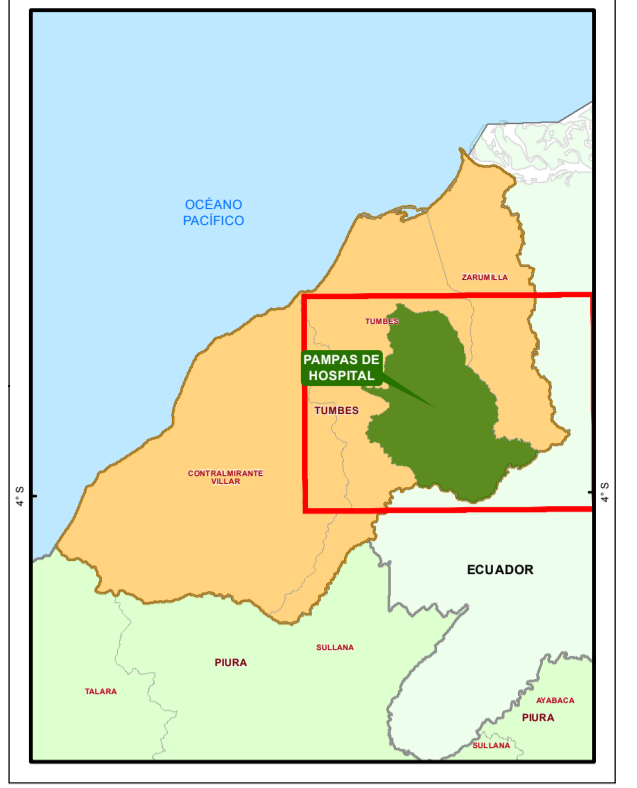 OCÉANO
PACÍFICO
ZARUMILLA
TUMBES
PAMPAS DE
HOSPITAL
TUMBES
CONTRALMIRANTE
VILLAR
4° S
4° S
ECUADOR
SULLANA
PIURA
TALARA
AYABACA
PIURA
SULLANA